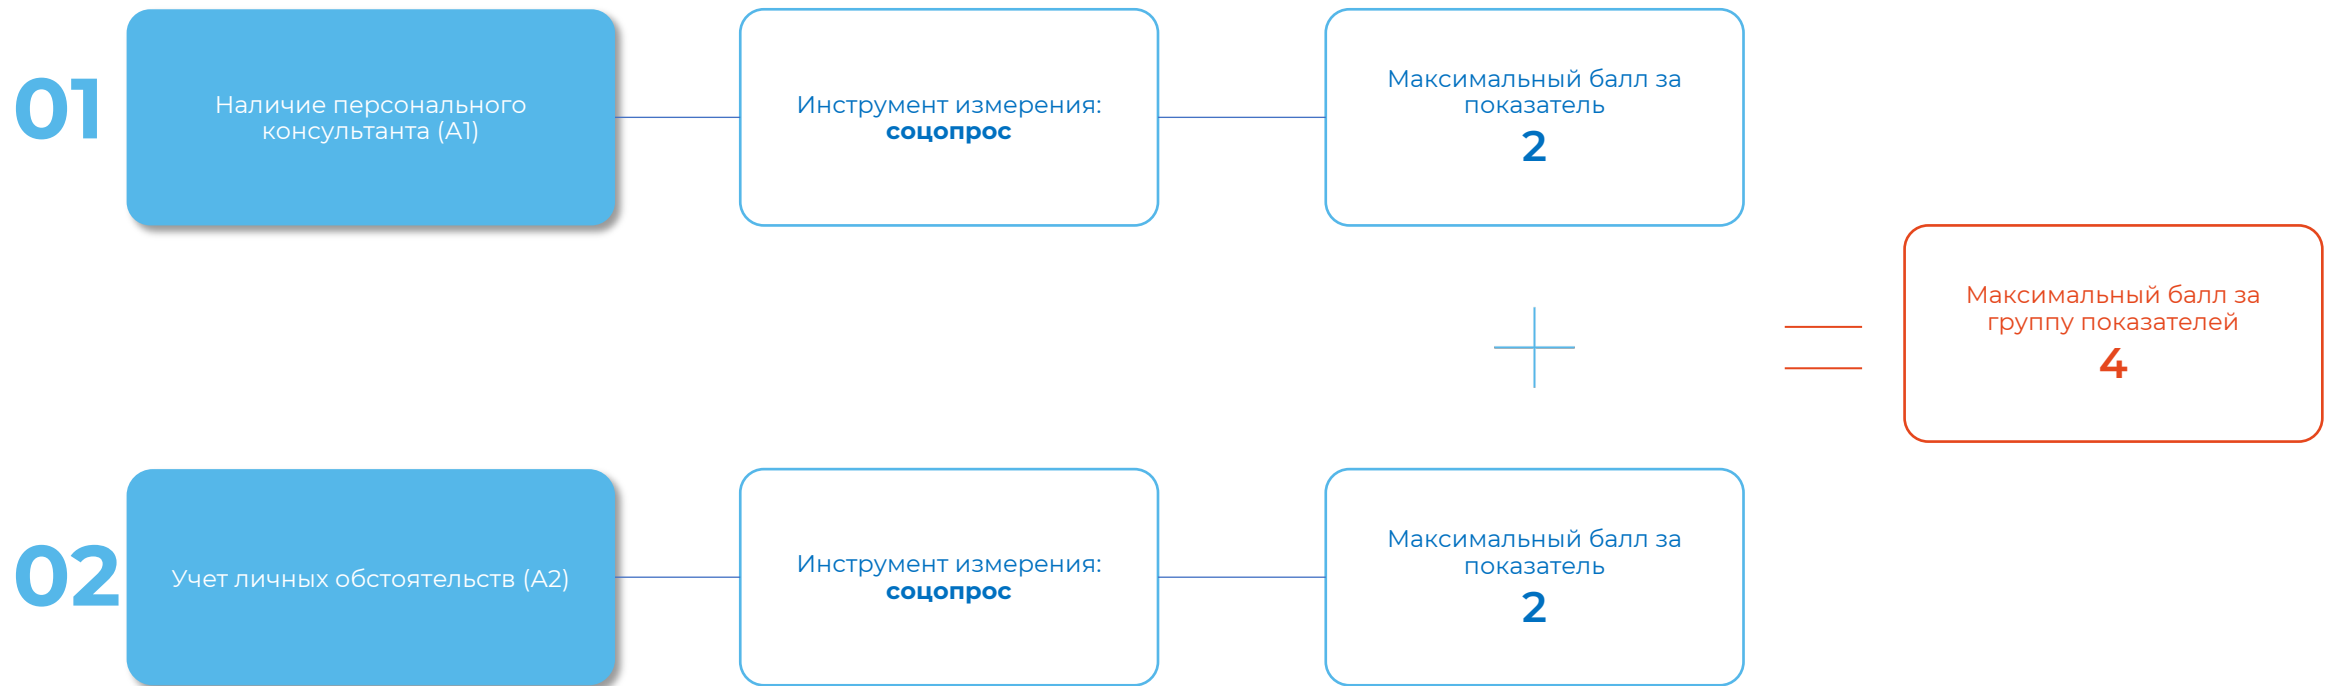 01
Наличие персонального
консультанта (А1)
Инструмент измерения:
соцопрос
Максимальный балл за
показатель
2
Максимальный балл за
группу показателей
4
02
Учет личных обстоятельств (А2)
Инструмент измерения:
соцопрос
Максимальный балл за
показатель
2